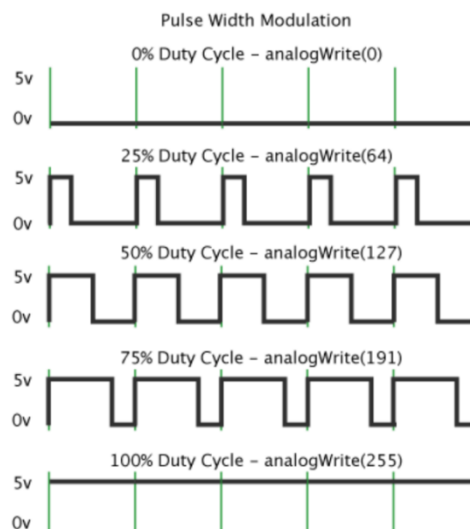 Pulse Width Modulation
0% Duty Cycle – analogWrite(0)
5v
0v
25% Duty Cycle – analogWrite(64)
5v
0v
50% Duty Cycle – analogWrite(127)
5v
0v
75% Duty Cycle – analogWrite(191)
5v
0v
100% Duty Cycle – analogWrite(255)
5v
0v